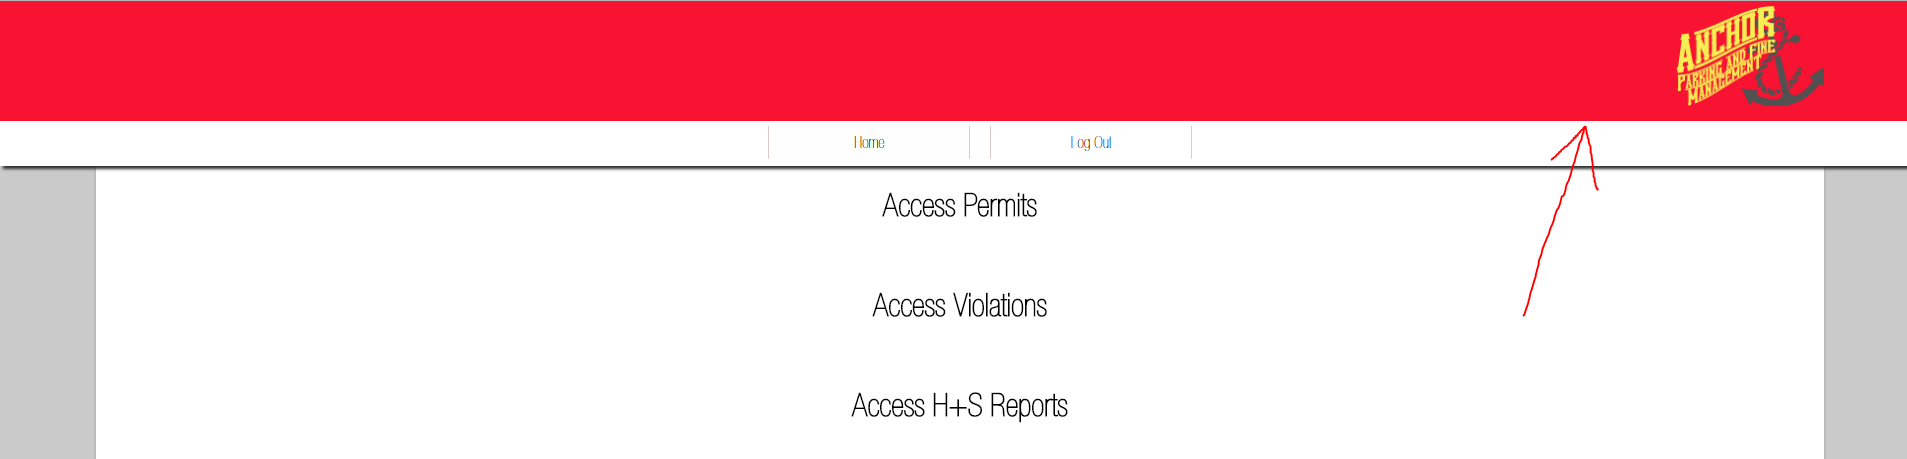 ANCHOR
PARKING AND FINE
MANAGEMENT
Home
Log Out
Access Permits
Access Violations
Access H+S Reports